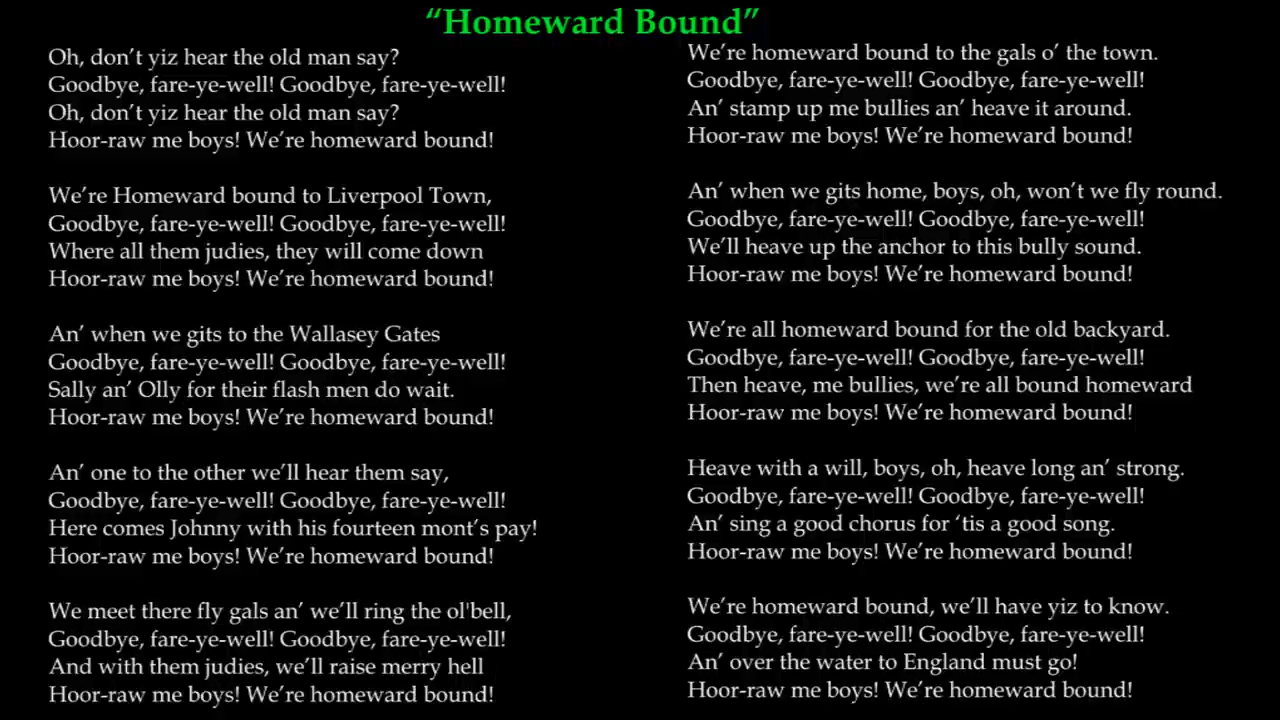 “Homeward Bound”
Oh, don’t yiz hear the old man say?
Goodbye, fare-ye-well! Goodbye, fare-ye-well!
Oh, don’t yiz hear the old man say?
Hoor-raw me boys! We’re homeward bound!
We’re Homeward bound to Liverpool Town,
Goodbye, fare-ye-well! Goodbye, fare-ye-well!
Where all them judies, they will come down
Hoor-raw me boys! We’re homeward bound!
An’ when we gits to the Wallasey Gates
Goodbye, fare-ye-well! Goodbye, fare-ye-well!
Sally an’ Olly for their flash men do wait.
Hoor-raw me boys! We’re homeward bound!
An’ one to the other we’ll hear them say,
Goodbye, fare-ye-well! Goodbye, fare-ye-well!
Here comes Johnny with his fourteen mont’s pay!
Hoor-raw me boys! We’re homeward bound!
We meet there fly gals an’ we’ll ring the ol'bell,
Goodbye, fare-ye-well! Goodbye, fare-ye-well!
And with them judies, we’ll raise merry hell
Hoor-raw me boys! We’re homeward bound!
We’re homeward bound to the gals o’ the town.
Goodbye, fare-ye-well! Goodbye, fare-ye-well!
An’ stamp up me bullies an’ heave it around.
Hoor-raw me boys! We’re homeward bound!
An’ when we gits home, boys, oh, won’t we fly round.
Goodbye, fare-ye-well! Goodbye, fare-ye-well!
We’ll heave up the anchor to this bully sound.
Hoor-raw me boys! We’re homeward bound!
We’re all homeward bound for the old backyard.
Goodbye, fare-ye-well! Goodbye, fare-ye-well!
Then heave, me bullies, we’re all bound homeward
Hoor-raw me boys! We’re homeward bound!
Heave with a will, boys, oh, heave long an’ strong.
Goodbye, fare-ye-well! Goodbye, fare-ye-well!
An’ sing a good chorus for ‘tis a good song.
Hoor-raw me boys! We’re homeward bound!
We’re homeward bound, we’ll have yiz to know.
Goodbye, fare-ye-well! Goodbye, fare-ye-well!
An’ over the water to England must go!
Hoor-raw me boys! We’re homeward bound!